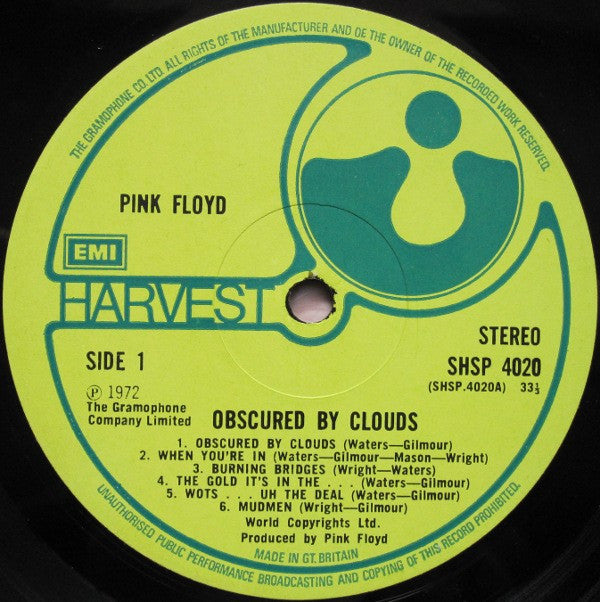 THE GRAMOPHONE CO. LTD. ALL RIGHTS OF THE MANUFACTURER AND OF THE OWNER OF THE RECORDED WORK RESERVED.
PINK FLOYD
EMI
HARVEST
SIDE 1
STEREO
SHSP 4020
(SHSP.4020A) 33⅓
Ⓟ 1972
The Gramophone
Company Limited
OBSCURED BY CLOUDS
1. OBSCURED BY CLOUDS (Waters—Gilmour)
2. WHEN YOU'RE IN (Waters—Gilmour—Mason—Wright)
3. BURNING BRIDGES (Wright—Waters)
4. THE GOLD IT'S IN THE . . . (Waters—Gilmour)
5. WOTS . . . UH THE DEAL (Waters—Gilmour)
6. MUDMEN (Wright—Gilmour)
World Copyrights Ltd.
Produced by Pink Floyd
MADE IN GT. BRITAIN
UNAUTHORISED PUBLIC PERFORMANCE BROADCASTING AND COPYING OF THIS RECORD PROHIBITED.